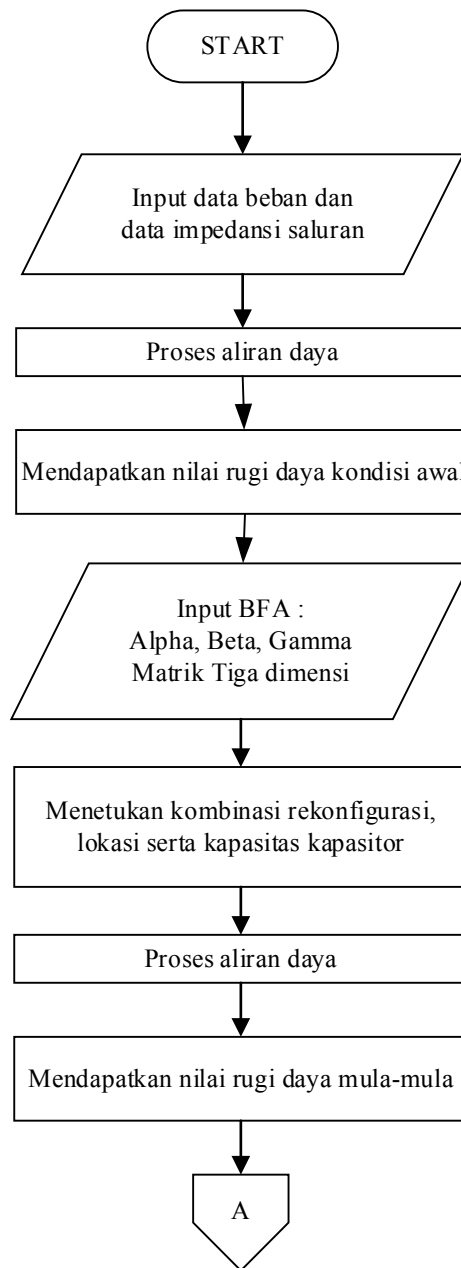 START
Input data beban dan
data impedansi saluran
Proses aliran daya
Mendapatkan nilai rugi daya kondisi awal
Input BFA :
Alpha, Beta, Gamma
Matrik Tiga dimensi
Menetukan kombinasi rekonfigurasi,
lokasi serta kapasitas kapasitor
Proses aliran daya
Mendapatkan nilai rugi daya mula-mula
A